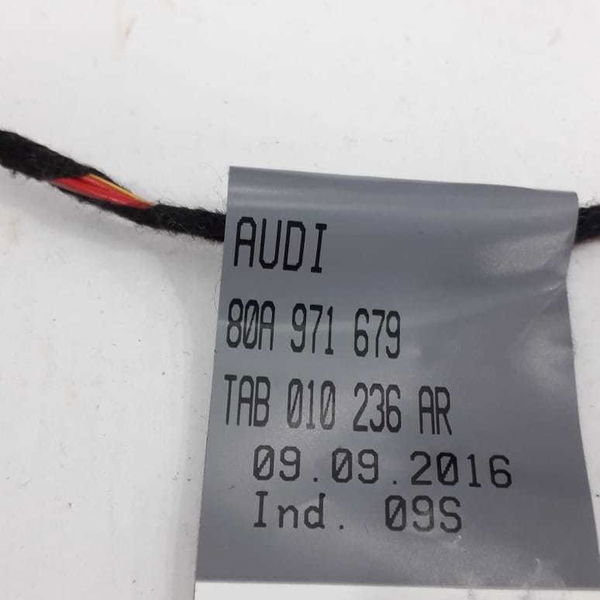 AUDI
80A 971 679
TAB 010 236 AR
09.09.2016
Ind. 09S